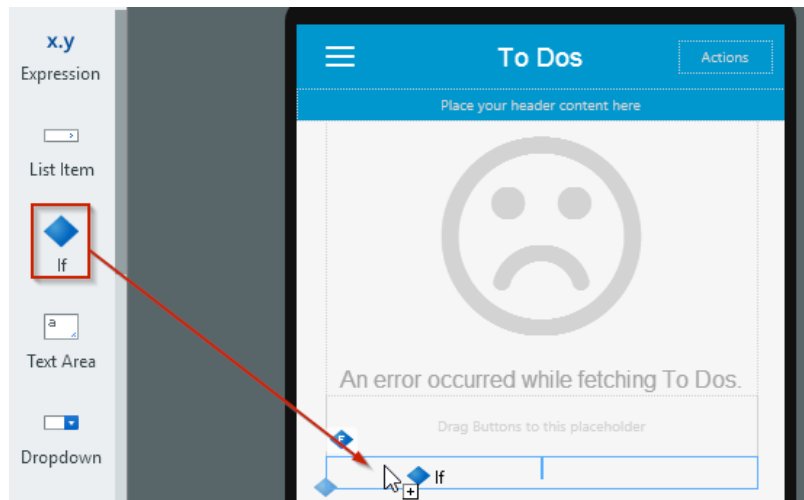 x.y
Expression
List Item
If
a
Text Area
Dropdown
To Dos
Actions
Place your header content here
An error occurred while fetching To Dos.
Drag Buttons to this placeholder
F
If